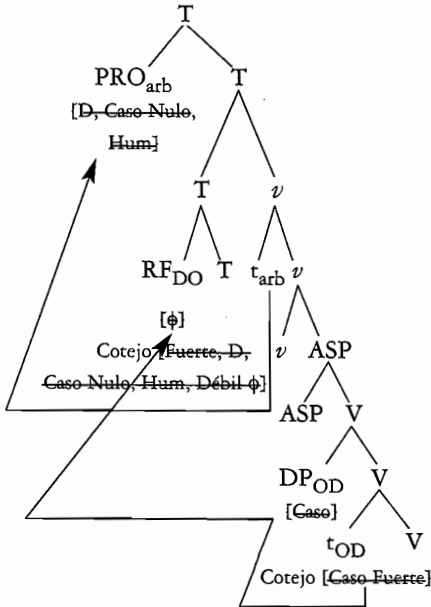 T
PRO_arb T
[D, Caso Nulo,
Hum]
T v
RF_DO T t_arb v
[ϕ]
Cotejo [Fuerte, D, v ASP
Caso Nulo, Hum, Débil ϕ]
ASP V
DP_OD V
[Caso]
t_OD V
Cotejo [Caso Fuerte]